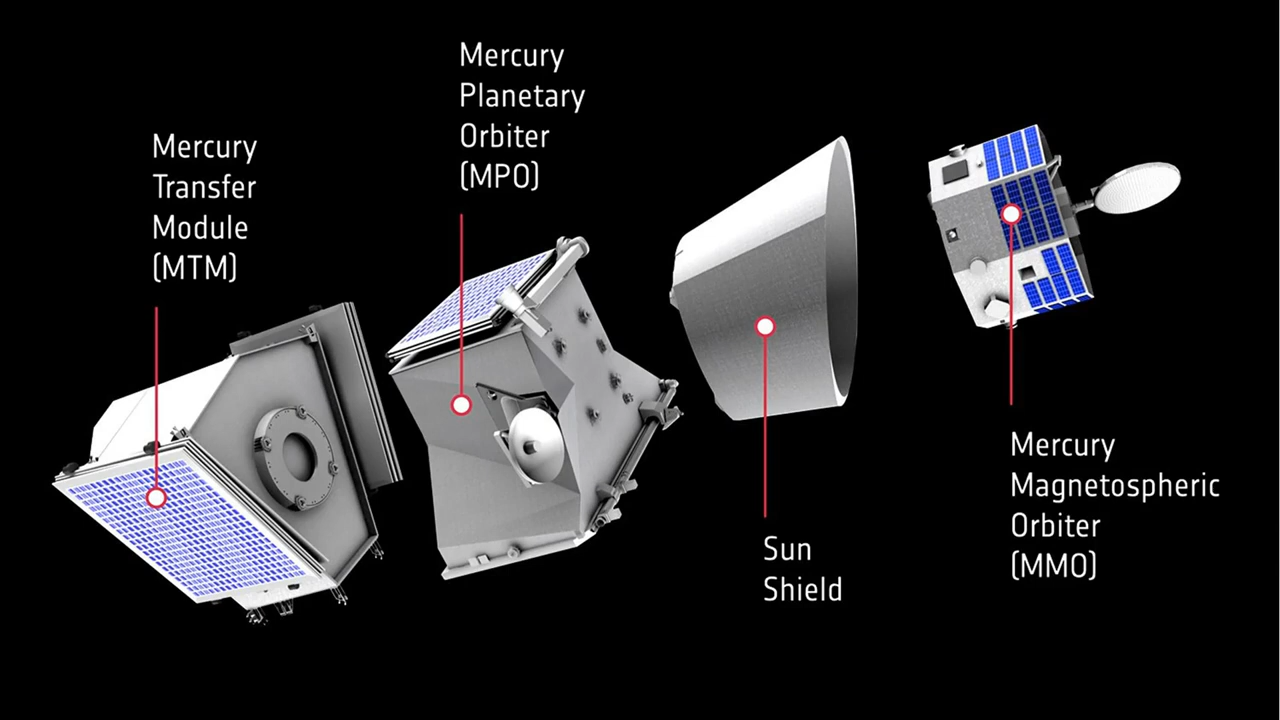 Mercury
Transfer
Module
(MTM)
Mercury
Planetary
Orbiter
(MPO)
Sun
Shield
Mercury
Magnetospheric
Orbiter
(MMO)